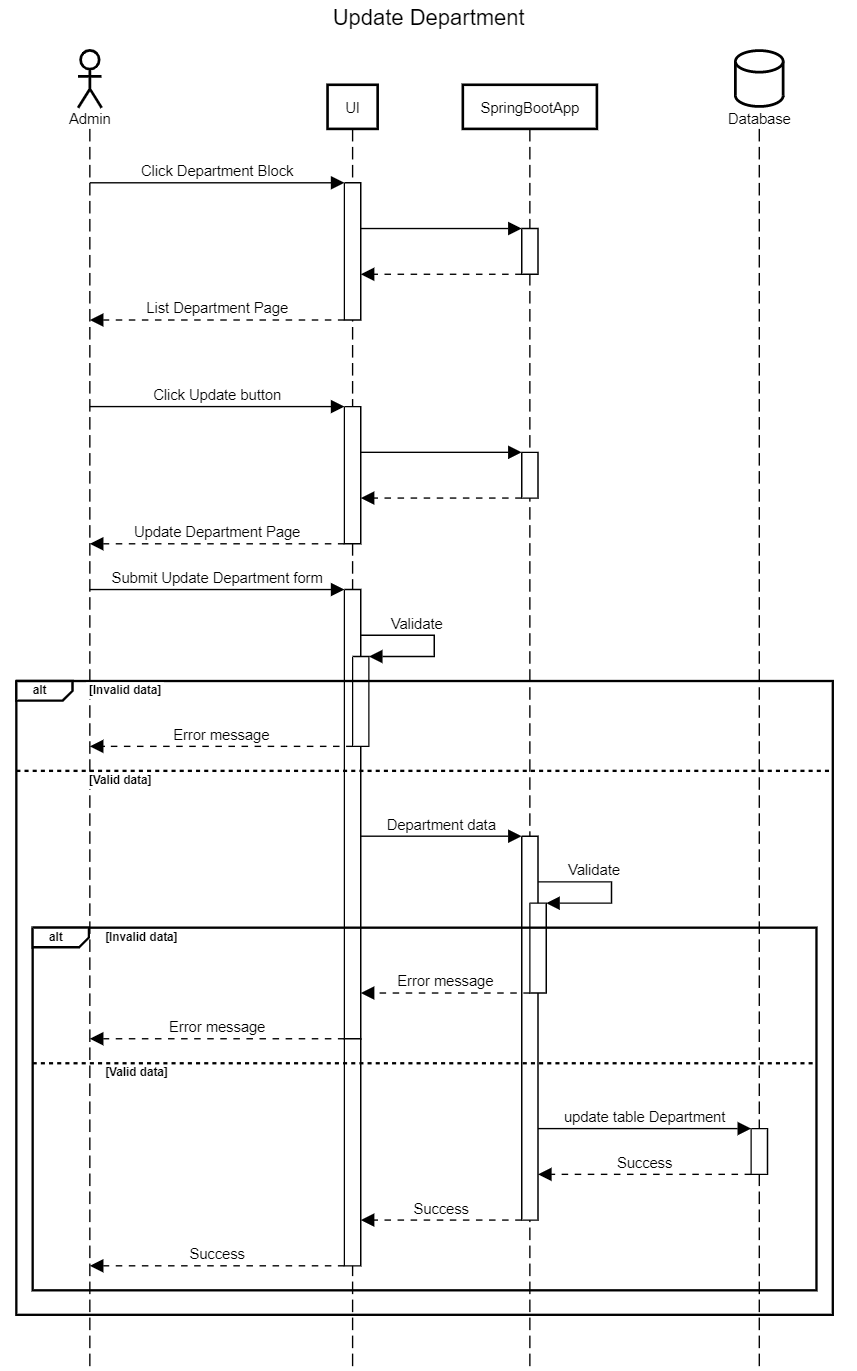 Update Department
Admin
UI
SpringBootApp
Database
Click Department Block
List Department Page
Click Update button
Update Department Page
Submit Update Department form
Validate
alt
[Invalid data]
Error message
[Valid data]
Department data
Validate
alt
[Invalid data]
Error message
Error message
[Valid data]
update table Department
Success
Success
Success